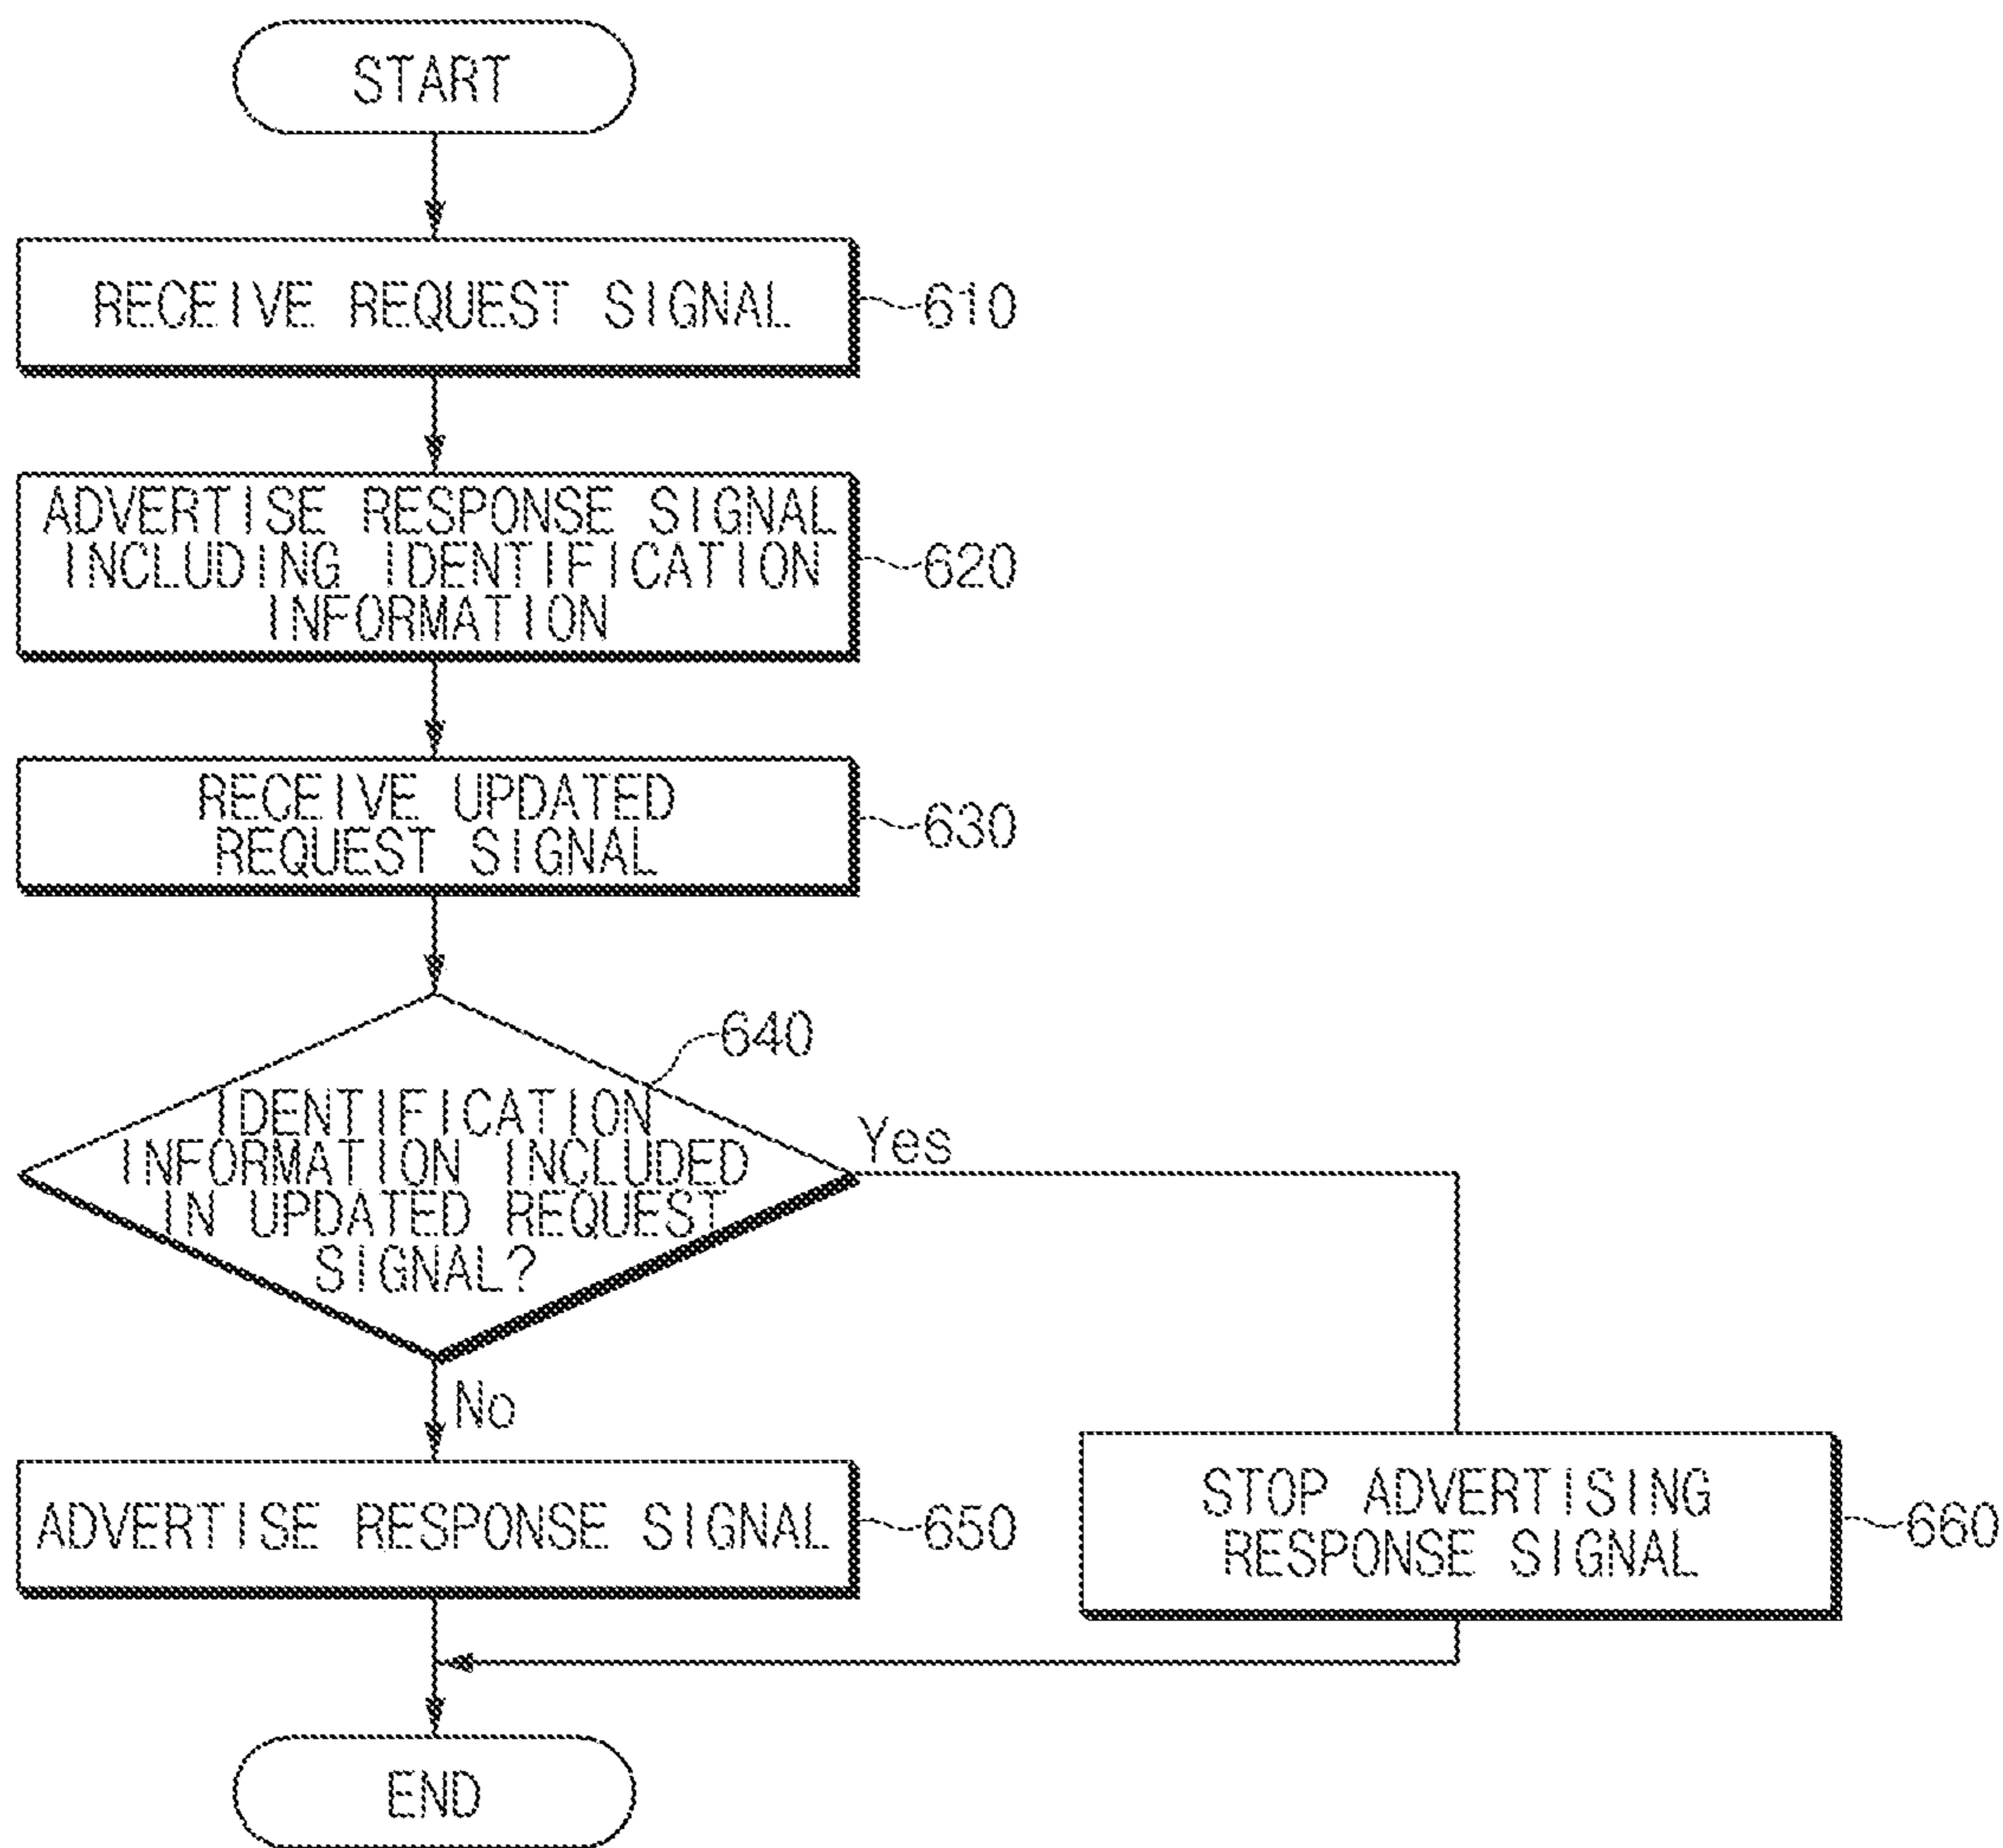 START
RECEIVE REQUEST SIGNAL
610
ADVERTISE RESPONSE SIGNAL
INCLUDING IDENTIFICATION
INFORMATION
620
RECEIVE UPDATED
REQUEST SIGNAL
630
640
IDENTIFICATION
INFORMATION INCLUDED
IN UPDATED REQUEST
SIGNAL?
Yes
No
ADVERTISE RESPONSE SIGNAL
650
STOP ADVERTISING
RESPONSE SIGNAL
660
END